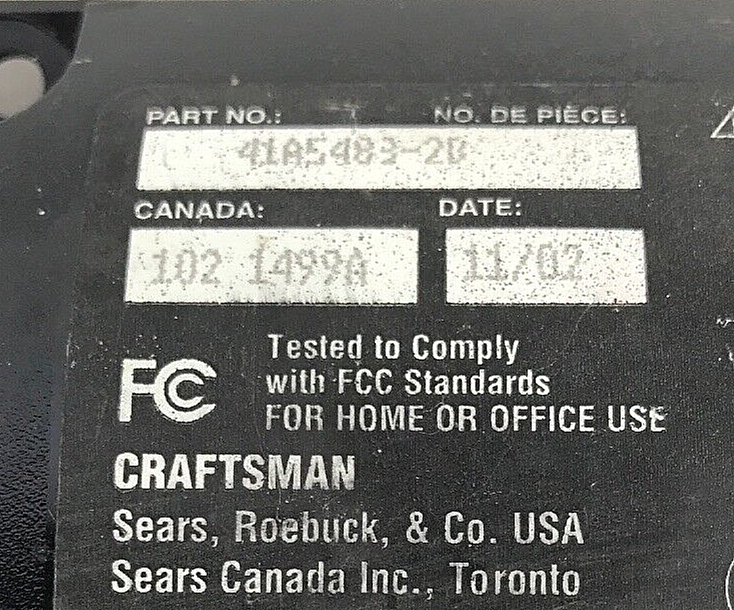 PART NO.: NO. DE PIÈCE:
41A5483-2D
CANADA: DATE:
102 1499A 11/02
FC
Tested to Comply
with FCC Standards
FOR HOME OR OFFICE USE
CRAFTSMAN
Sears, Roebuck, & Co. USA
Sears Canada Inc., Toronto